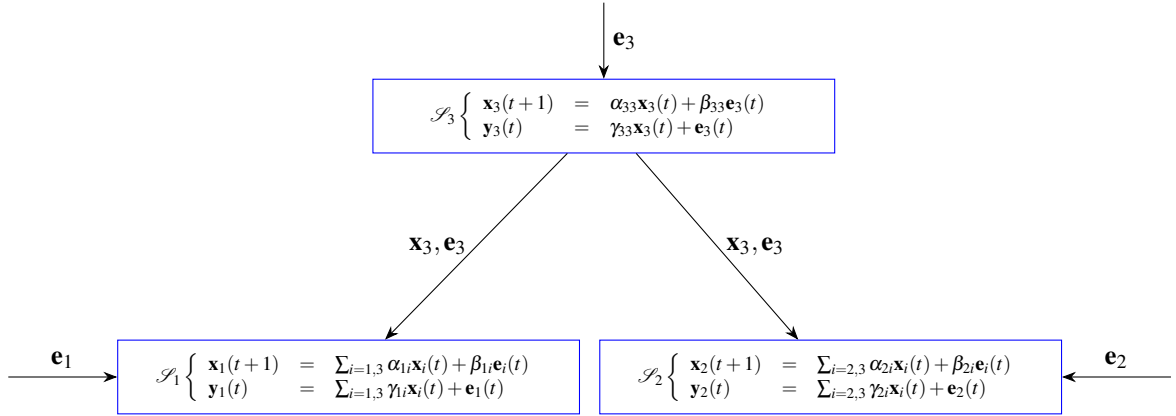 e₃
𝒮₃ { x₃(t+1) = α₃₃x₃(t) + β₃₃e₃(t)
y₃(t) = γ₃₃x₃(t) + e₃(t)
x₃, e₃ x₃, e₃
e₁
𝒮₁ { x₁(t+1) = ∑ᵢ₌₁,₃ α₁ᵢxᵢ(t) + β₁ᵢeᵢ(t)
y₁(t) = ∑ᵢ₌₁,₃ γ₁ᵢxᵢ(t) + e₁(t)
𝒮₂ { x₂(t+1) = ∑ᵢ₌₂,₃ α₂ᵢxᵢ(t) + β₂ᵢeᵢ(t)
y₂(t) = ∑ᵢ₌₂,₃ γ₂ᵢxᵢ(t) + e₂(t)
e₂